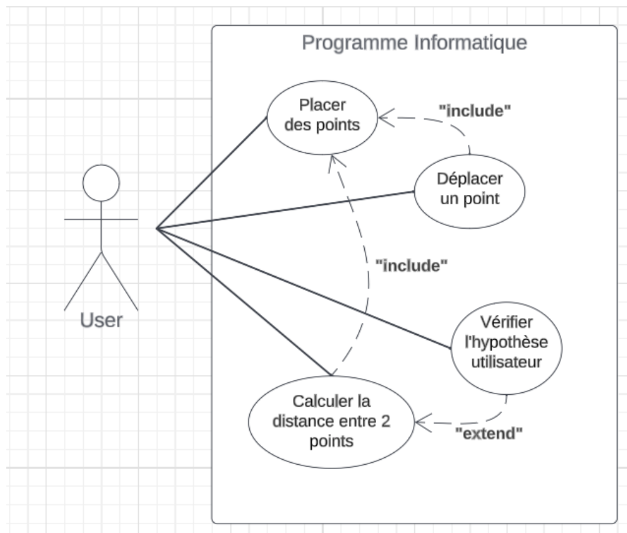 Programme Informatique
Placer
des points
"include"
Déplacer
un point
"include"
User
Vérifier
l'hypothèse
utilisateur
Calculer la
distance entre 2
points
"extend"